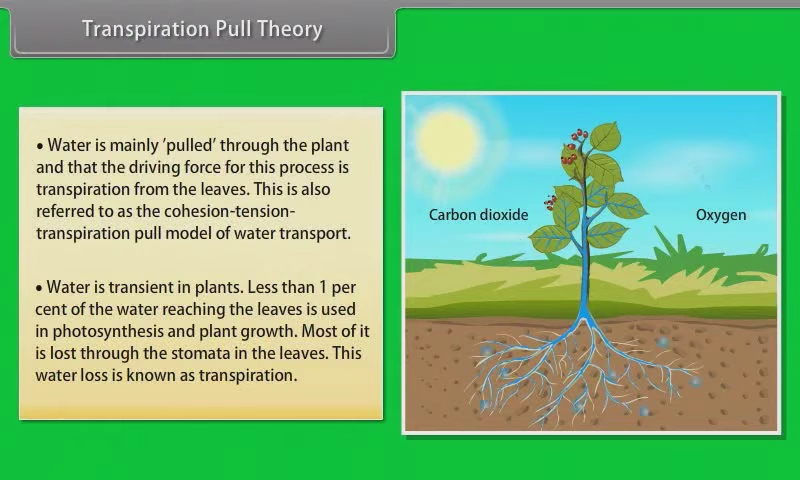 Transpiration Pull Theory
• Water is mainly 'pulled' through the plant
and that the driving force for this process is
transpiration from the leaves. This is also
referred to as the cohesion-tension-
transpiration pull model of water transport.
• Water is transient in plants. Less than 1 per
cent of the water reaching the leaves is used
in photosynthesis and plant growth. Most of it
is lost through the stomata in the leaves. This
water loss is known as transpiration.
Carbon dioxide
Oxygen